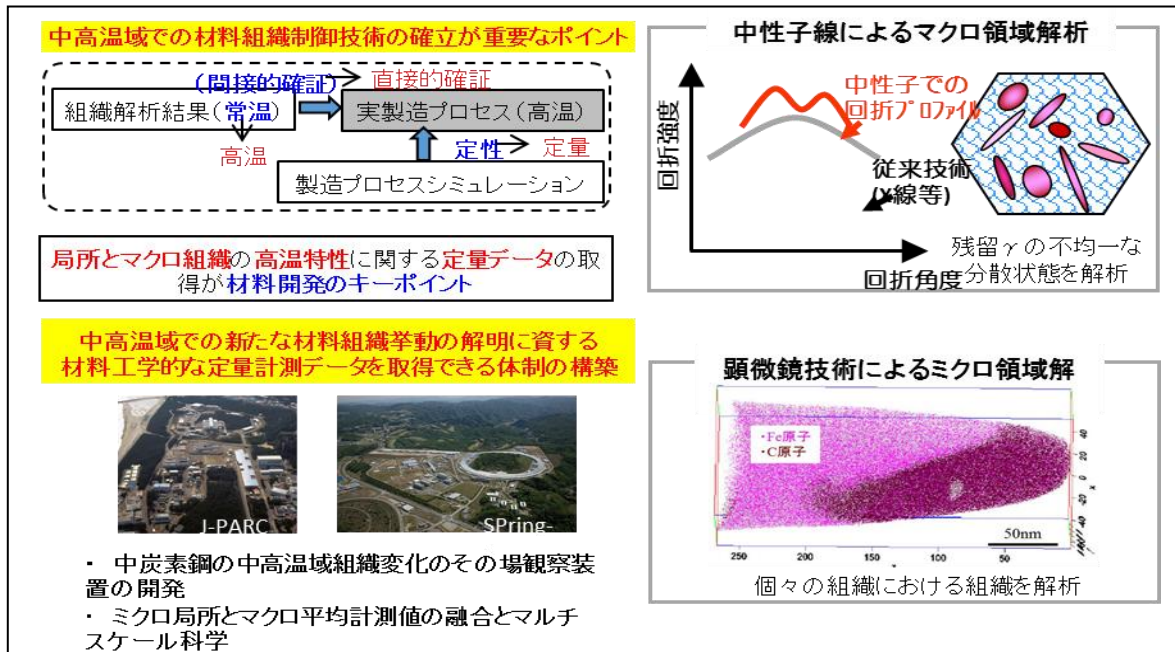 中高温域での材料組織制御技術の確立が重要なポイント
(間接的確証) 直接的確証
組織解析結果(常温)
実製造プロセス(高温)
高温
定性 定量
製造プロセスシミュレーション
局所とマクロ組織の高温特性に関する定量データの取
得が材料開発のキーポイント
中高温域での新たな材料組織挙動の解明に資する
材料工学的な定量計測データを取得できる体制の構築
J-PARC
SPring-
・ 中炭素鋼の中高温域組織変化のその場観察装
置の開発
・ ミクロ局所とマクロ平均計測値の融合とマルチ
スケール科学
中性子線によるマクロ領域解析
回折強度
中性子での
回折プロファイル
従来技術
(X線等)
回折角度
残留γの不均一な
分散状態を解析
顕微鏡技術によるミクロ領域解
・Fe原子
・C原子
40
20
0
-20
-40
x
50nm
250
200
150
100
50
個々の組織における組織を解析